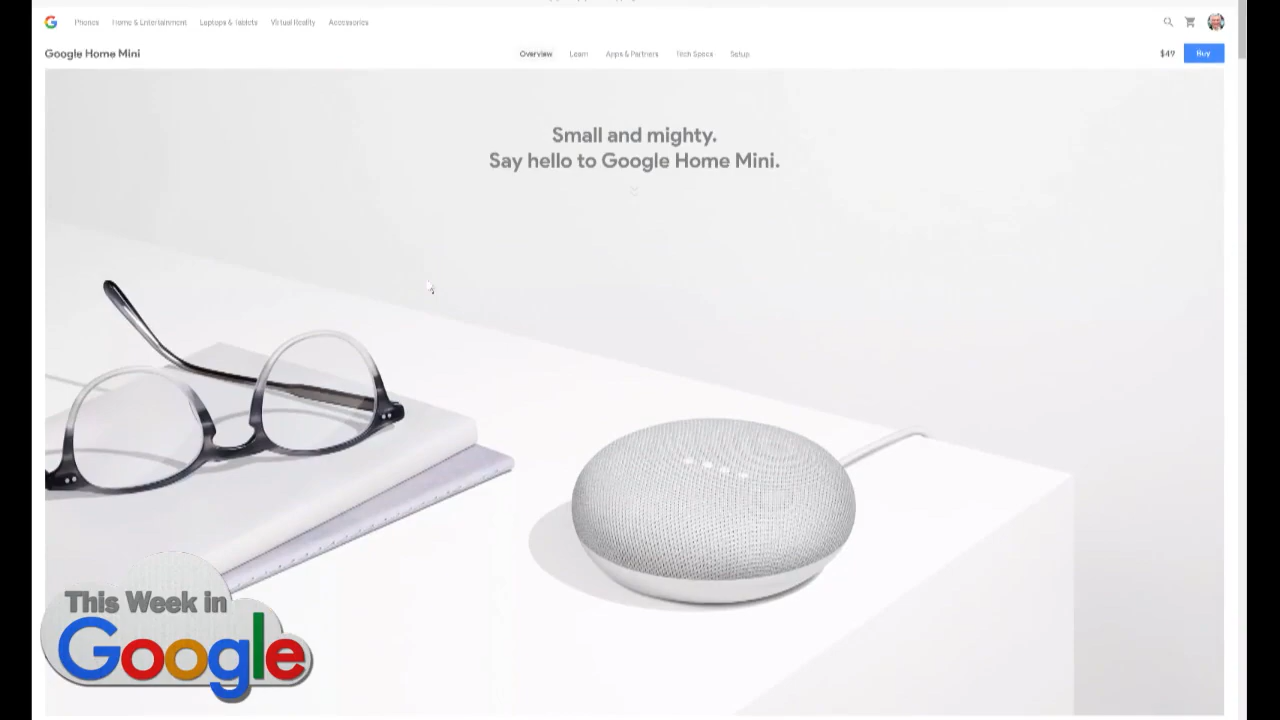 Phones Home & Entertainment Laptops & Tablets Virtual Reality Accessories
Google Home Mini Overview Learn Apps & Partners Tech Specs Setup $49 Buy
Small and mighty.
Say hello to Google Home Mini.
This Week in
Google